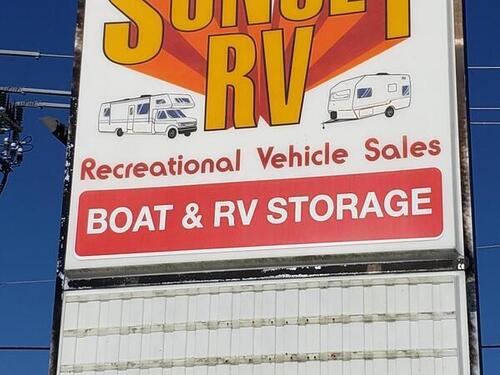 SUNSET
RV
Recreational Vehicle Sales
BOAT & RV STORAGE